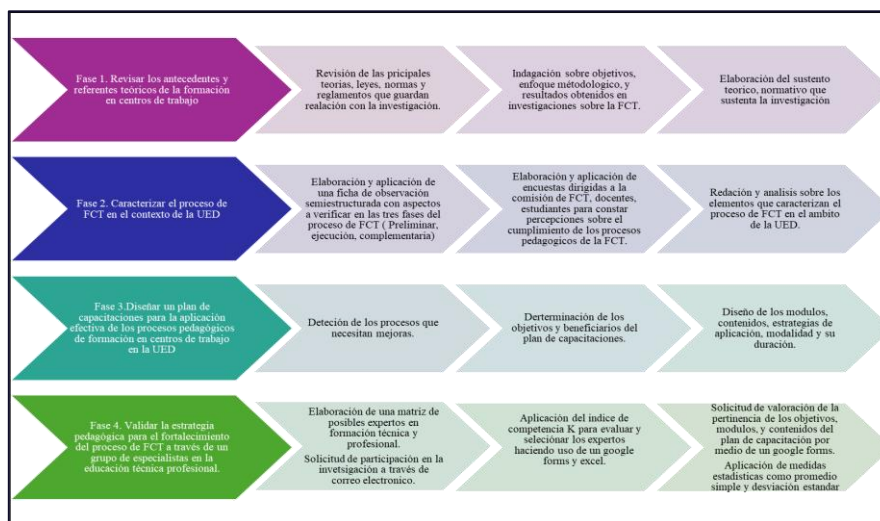 Fase 1. Revisar los antecedentes y
referentes teóricos de la formación
en centros de trabajo
Revisión de las pricipales
teorías, leyes, normas y
reglamentos que guardan
realación con la investigación.
Indagación sobre objetivos,
enfoque métodologico, y
resultados obtenidos en
investigaciones sobre la FCT.
Elaboración del sustento
teorico, normativo que
sustenta la investigación
Fase 2. Caracterizar el proceso de
FCT en el contexto de la UED
Elaboración y aplicación de
una ficha de observación
semiestructurada con aspectos
a verificar en las tres fases del
proceso de FCT ( Preliminar,
ejecución, complementaria)
Elaboración y aplicación de
encuestas dirigidas a la
comisión de FCT, docentes,
estudiantes para constar
percepciones sobre el
cumplimiento de los procesos
pedagogicos de la FCT.
Redación y analisis sobre los
elementos que caracterizan el
proceso de FCT en el ambito
de la UED.
Fase 3.Diseñar un plan de
capacitaciones para la aplicación
efectiva de los procesos pedagógicos
de formación en centros de trabajo
en la UED
Deteción de los procesos que
necesitan mejoras.
Derterminación de los
objetivos y beneficiarios del
plan de capacitaciones.
Diseño de los modulos,
contenidos, estrategias de
aplicación, modalidad y su
duración.
Fase 4. Validar la estrategia
pedagógica para el fortalecimiento
del proceso de FCT a través de un
grupo de especialistas en la
educación técnica profesional.
Elaboración de una matriz de
posibles expertos en
formación técnica y
profesional.
Solicitud de participación en la
invetsigación a través de
correo electronico.
Aplicación del indice de
competencia K para evaluar y
seleciónar los expertos
haciendo uso de un google
forms y excel.
Solicitud de valoración de la
pertinencia de los objetivos,
modulos, y contenidos del
plan de capacitación por
medio de un google forms.
Aplicación de medidas
estadisticas como promedio
simple y desviación estandar